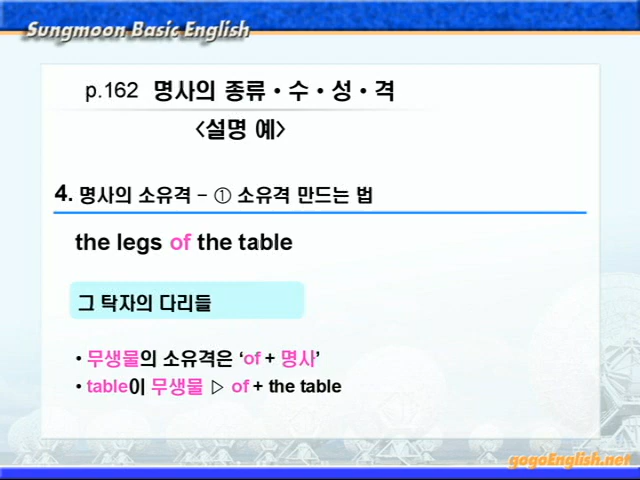 Sungmoon Basic English
p.162 명사의 종류 • 수 • 성 • 격
<설명 예>
4. 명사의 소유격 - ① 소유격 만드는 법
the legs of the table
그 탁자의 다리들
• 무생물의 소유격은 ‘of + 명사’
• table이 무생물 ▷ of + the table
gogoEnglish.net